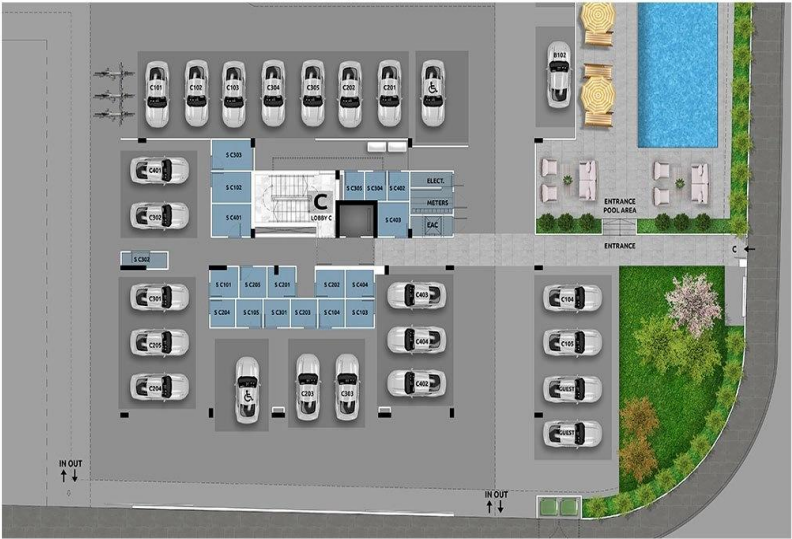 B102
C101
C102
C103
C304
C305
C202
C201
S C303
C401
S C102
S C305
S C304
S C402
ELECT.
C
LOBBY C
METERS
ENTRANCE
POOL AREA
C302
S C401
S C403
EAC
ENTRANCE
C
S C302
S C101
S C205
S C201
S C202
S C404
C301
C403
C104
S C204
S C105
S C301
S C203
S C104
S C103
C205
C404
C105
C204
C203
C303
C402
GUEST
GUEST
IN OUT
IN OUT